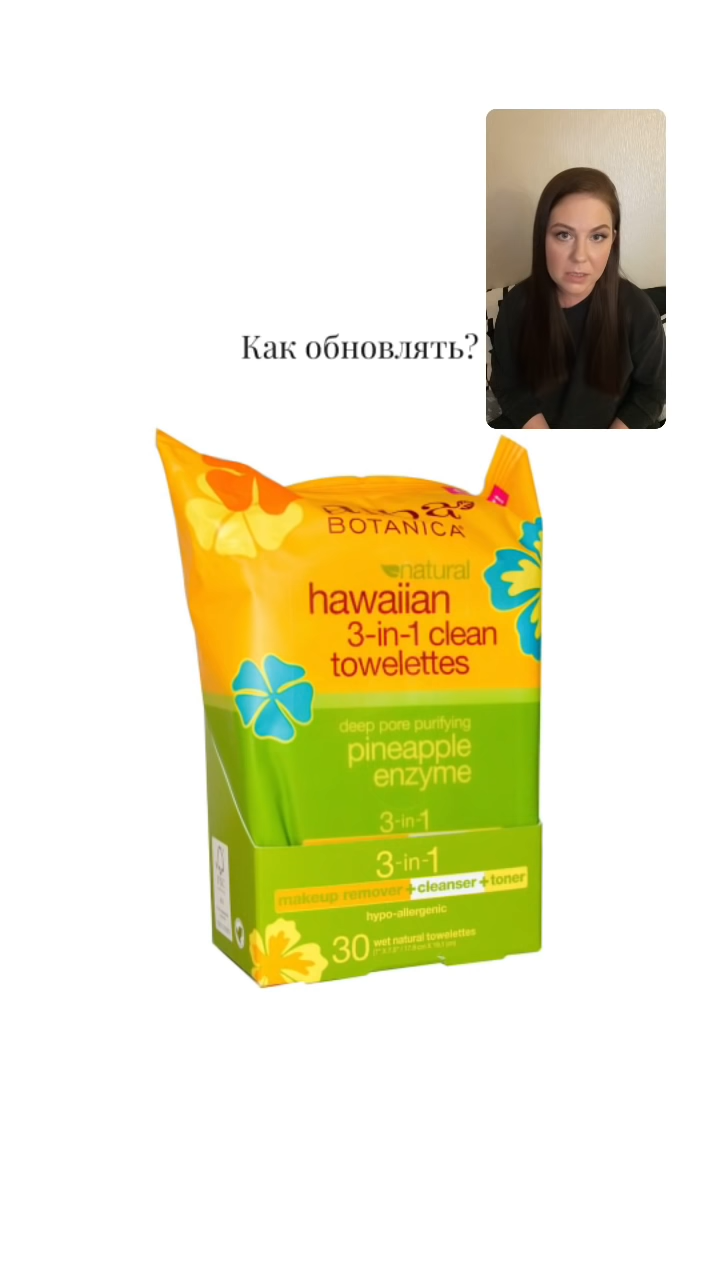 Как обновлять?
alba
BOTANICA
natural
hawaiian
3-in-1 clean
towelettes
deep pore purifying
pineapple
enzyme
3-in-1
3-in-1
makeup remover + cleanser + toner
hypo-allergenic
30 wet natural towelettes